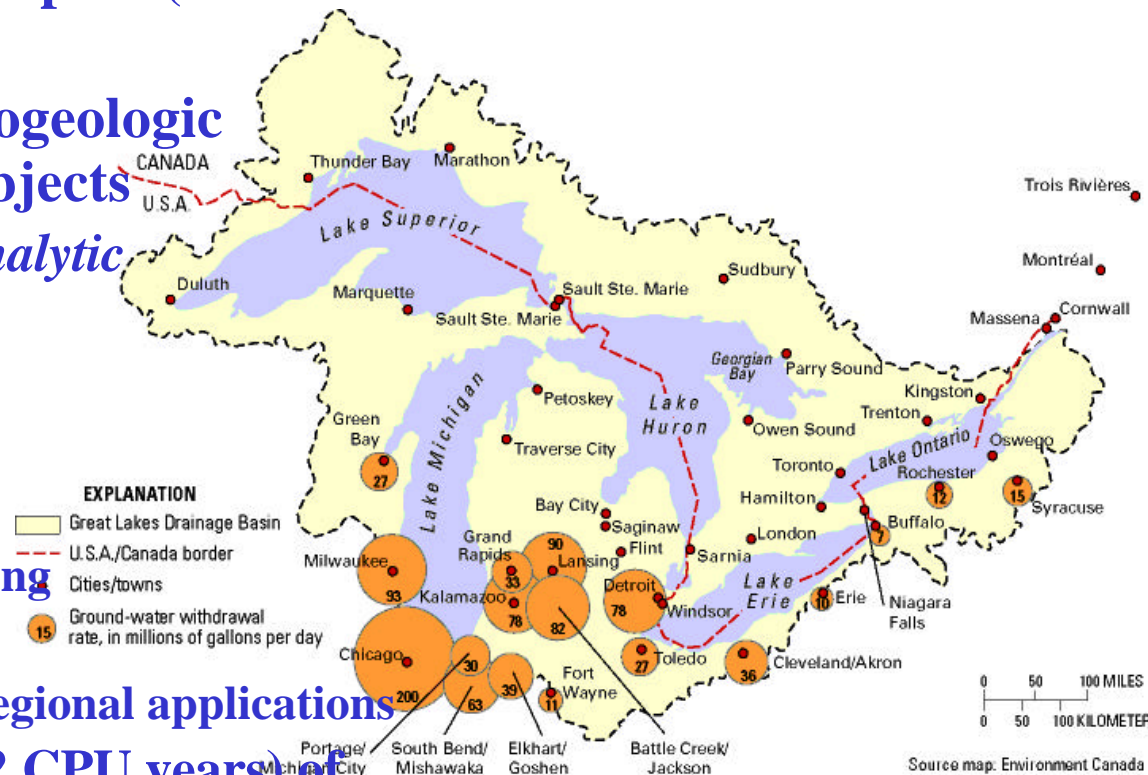 ogeologic
bjects
nalytic
CANADA
U.S.A.
Thunder Bay
Marathon
Lake Superior
Trois Rivières
Montréal
Duluth
Marquette
Sault Ste. Marie
Sault Ste. Marie
Sudbury
Massena
Cornwall
Georgian
Bay
Parry Sound
Kingston
Trenton
Petoskey
Lake Michigan
Lake
Huron
Owen Sound
Green
Bay
27
Traverse City
Toronto
Lake Ontario
Oswego
Rochester
12
15
Syracuse
Hamilton
Bay City
Saginaw
Flint
London
Buffalo
7
Sarnia
EXPLANATION
Great Lakes Drainage Basin
U.S.A./Canada border
ng
Cities/towns
15
Ground-water withdrawal
rate, in millions of gallons per day
Milwaukee
93
Grand
Rapids
33
90
Lansing
Kalamazoo
78
82
Detroit
78
Windsor
Lake
Erie
10
Erie
Niagara
Falls
Chicago
200
30
63
39
Fort
Wayne
11
27
Toledo
36
Cleveland/Akron
egional applications
Portage/
Michigan City
South Bend/
Mishawaka
Elkhart/
Goshen
Battle Creek/
Jackson
CPU years) of
0 50 100 MILES
0 50 100 KILOMETER
Source map: Environment Canada